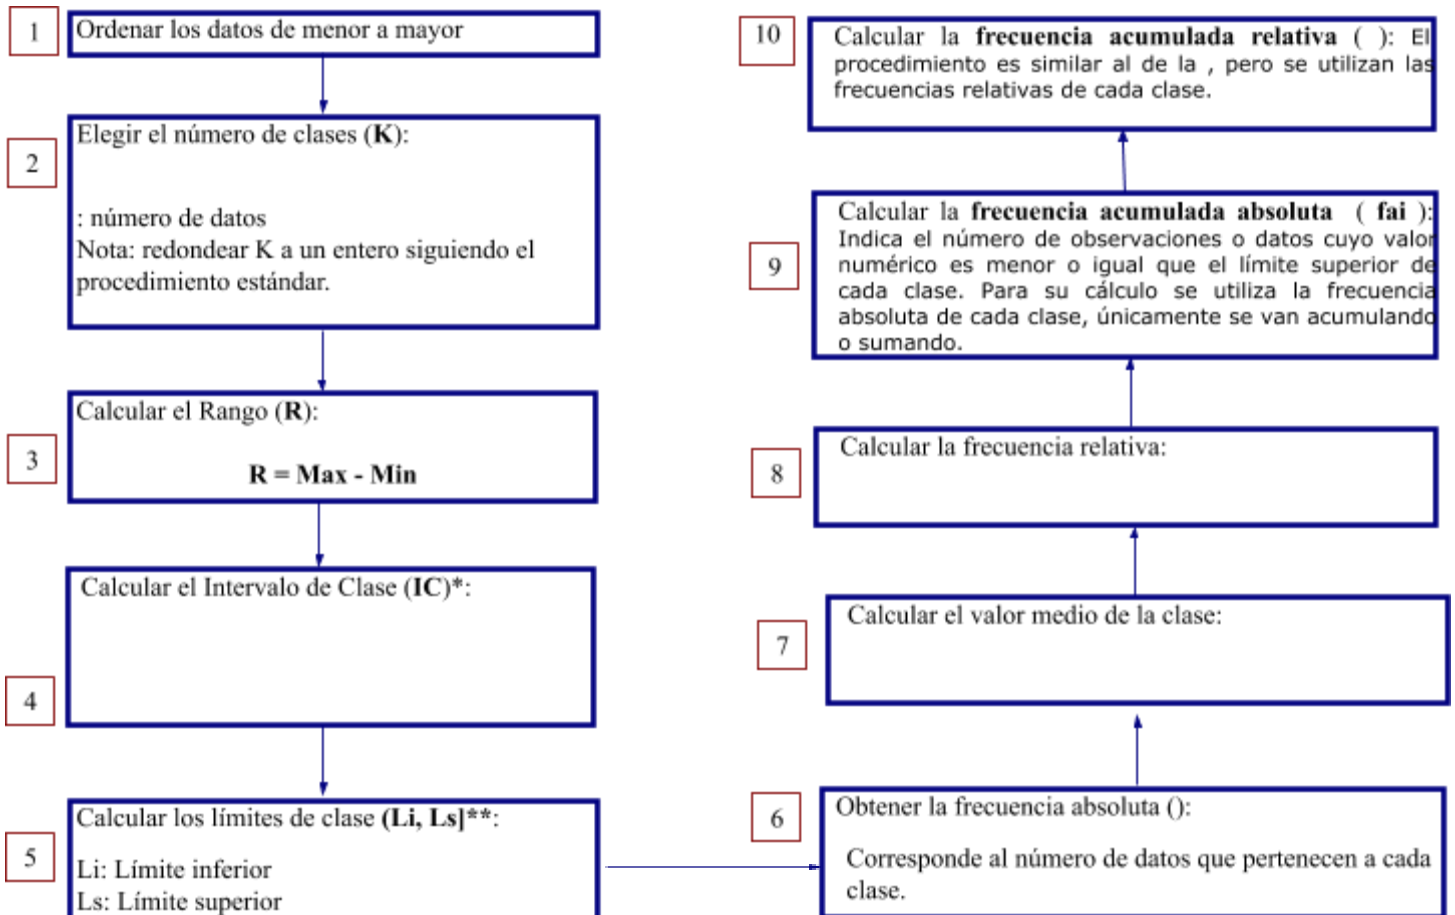 1
Ordenar los datos de menor a mayor
2
Elegir el número de clases (K):
: número de datos
Nota: redondear K a un entero siguiendo el
procedimiento estándar.
3
Calcular el Rango (R):
R = Max - Min
4
Calcular el Intervalo de Clase (IC)*:
5
Calcular los límites de clase (Li, Ls]**:
Li: Límite inferior
Ls: Límite superior
6
Obtener la frecuencia absoluta ():
Corresponde al número de datos que pertenecen a cada
clase.
7
Calcular el valor medio de la clase:
8
Calcular la frecuencia relativa:
9
Calcular la frecuencia acumulada absoluta ( fai ):
Indica el número de observaciones o datos cuyo valor
numérico es menor o igual que el límite superior de
cada clase. Para su cálculo se utiliza la frecuencia
absoluta de cada clase, únicamente se van acumulando
o sumando.
10
Calcular la frecuencia acumulada relativa ( ): El
procedimiento es similar al de la , pero se utilizan las
frecuencias relativas de cada clase.